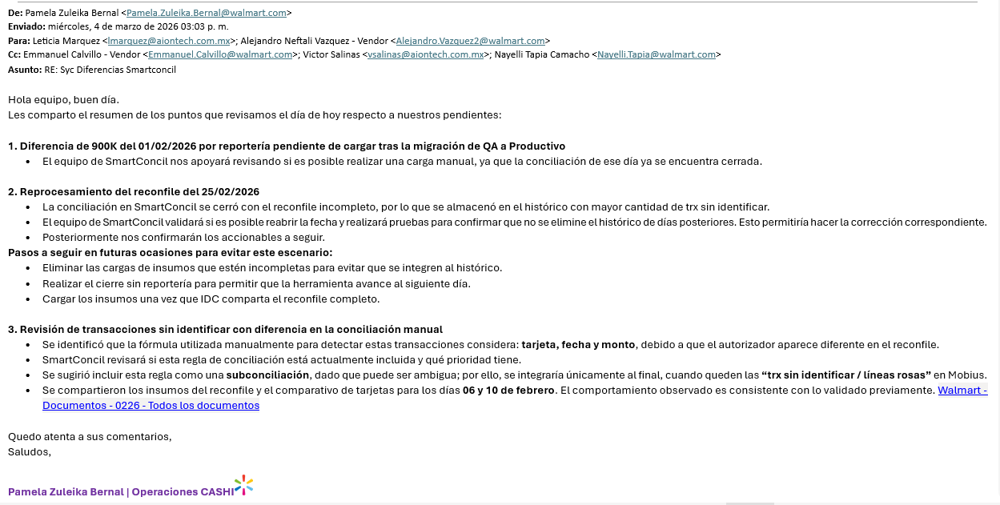 De: Pamela Zuleika Bernal <Pamela.Zuleika.Bernal@walmart.com>
Enviado: miércoles, 4 de marzo de 2026 03:03 p. m.
Para: Leticia Marquez <lmarquez@aiontech.com.mx>; Alejandro Neftali Vazquez - Vendor <Alejandro.Vazquez2@walmart.com>
Cc: Emmanuel Calvillo - Vendor <Emmanuel.Calvillo@walmart.com>; Victor Salinas <vsalinas@aiontech.com.mx>; Nayelli Tapia Camacho <Nayelli.Tapia@walmart.com>
Asunto: RE: Syc Diferencias Smartconcil
Hola equipo, buen día.
Les comparto el resumen de los puntos que revisamos el día de hoy respecto a nuestros pendientes:
1. Diferencia de 900K del 01/02/2026 por reportería pendiente de cargar tras la migración de QA a Productivo
• El equipo de SmartConcil nos apoyará revisando si es posible realizar una carga manual, ya que la conciliación de ese día ya se encuentra cerrada.
2. Reprocesamiento del reconfile del 25/02/2026
• La conciliación en SmartConcil se cerró con el reconfile incompleto, por lo que se almacenó en el histórico con mayor cantidad de trx sin identificar.
• El equipo de SmartConcil validará si es posible reabrir la fecha y realizará pruebas para confirmar que no se elimine el histórico de días posteriores. Esto permitiría hacer la corrección correspondiente.
• Posteriormente nos confirmarán los accionables a seguir.
Pasos a seguir en futuras ocasiones para evitar este escenario:
• Eliminar las cargas de insumos que estén incompletas para evitar que se integren al histórico.
• Realizar el cierre sin reportería para permitir que la herramienta avance al siguiente día.
• Cargar los insumos una vez que IDC comparta el reconfile completo.
3. Revisión de transacciones sin identificar con diferencia en la conciliación manual
• Se identificó que la fórmula utilizada manualmente para detectar estas transacciones considera: tarjeta, fecha y monto, debido a que el autorizador aparece diferente en el reconfile.
• SmartConcil revisará si esta regla de conciliación está actualmente incluida y qué prioridad tiene.
• Se sugirió incluir esta regla como una subconciliación, dado que puede ser ambigua; por ello, se integraría únicamente al final, cuando queden las “trx sin identificar / líneas rosas” en Mobius.
• Se compartieron los insumos del reconfile y el comparativo de tarjetas para los días 06 y 10 de febrero. El comportamiento observado es consistente con lo validado previamente. Walmart -
Documentos - 0226 - Todos los documentos
Quedo atenta a sus comentarios,
Saludos,
Pamela Zuleika Bernal | Operaciones CASHI